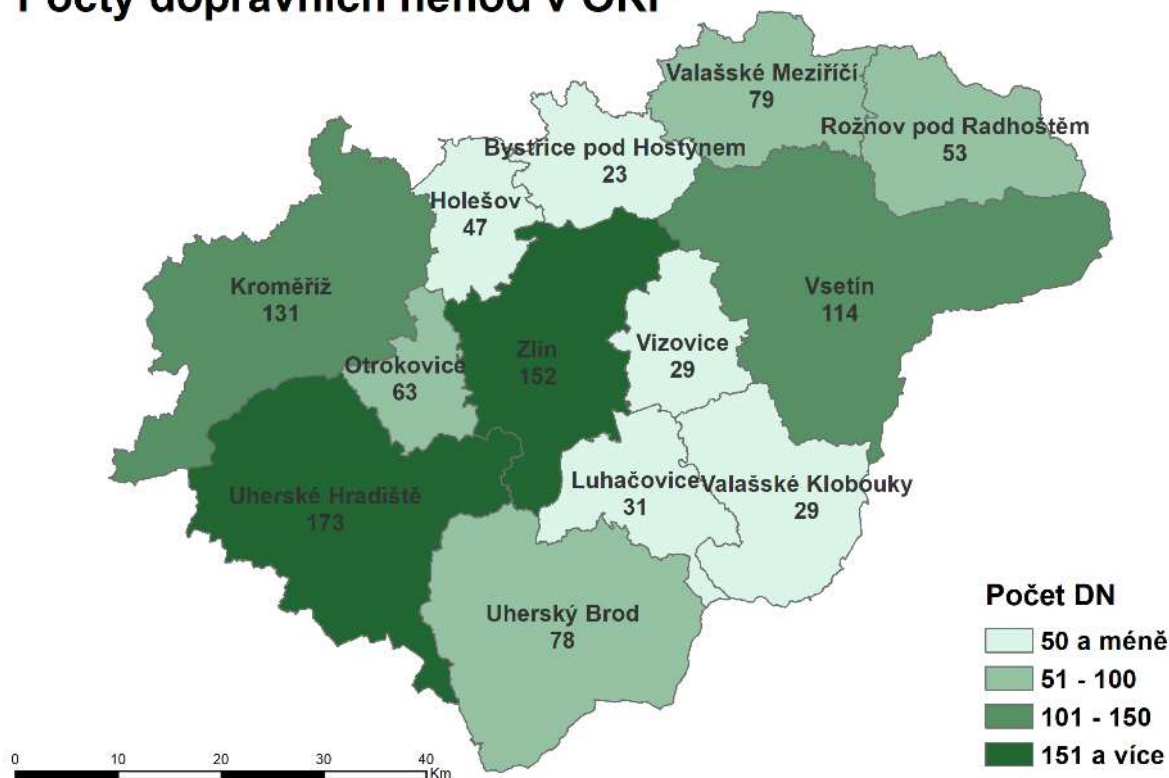 Počty dopravních nehod v ORP
Valašské Meziříčí
79
Rožnov pod Radhoštěm
53
Bystřice pod Hostýnem
23
Holešov
47
Kroměříž
131
Vsetín
114
Otrokovice
63
Zlín
152
Vizovice
29
Uherské Hradiště
173
Luhačovice
31
Valašské Klobouky
29
Uherský Brod
78
Počet DN
50 a méně
51 - 100
101 - 150
151 a více
0 10 20 30 40
Km